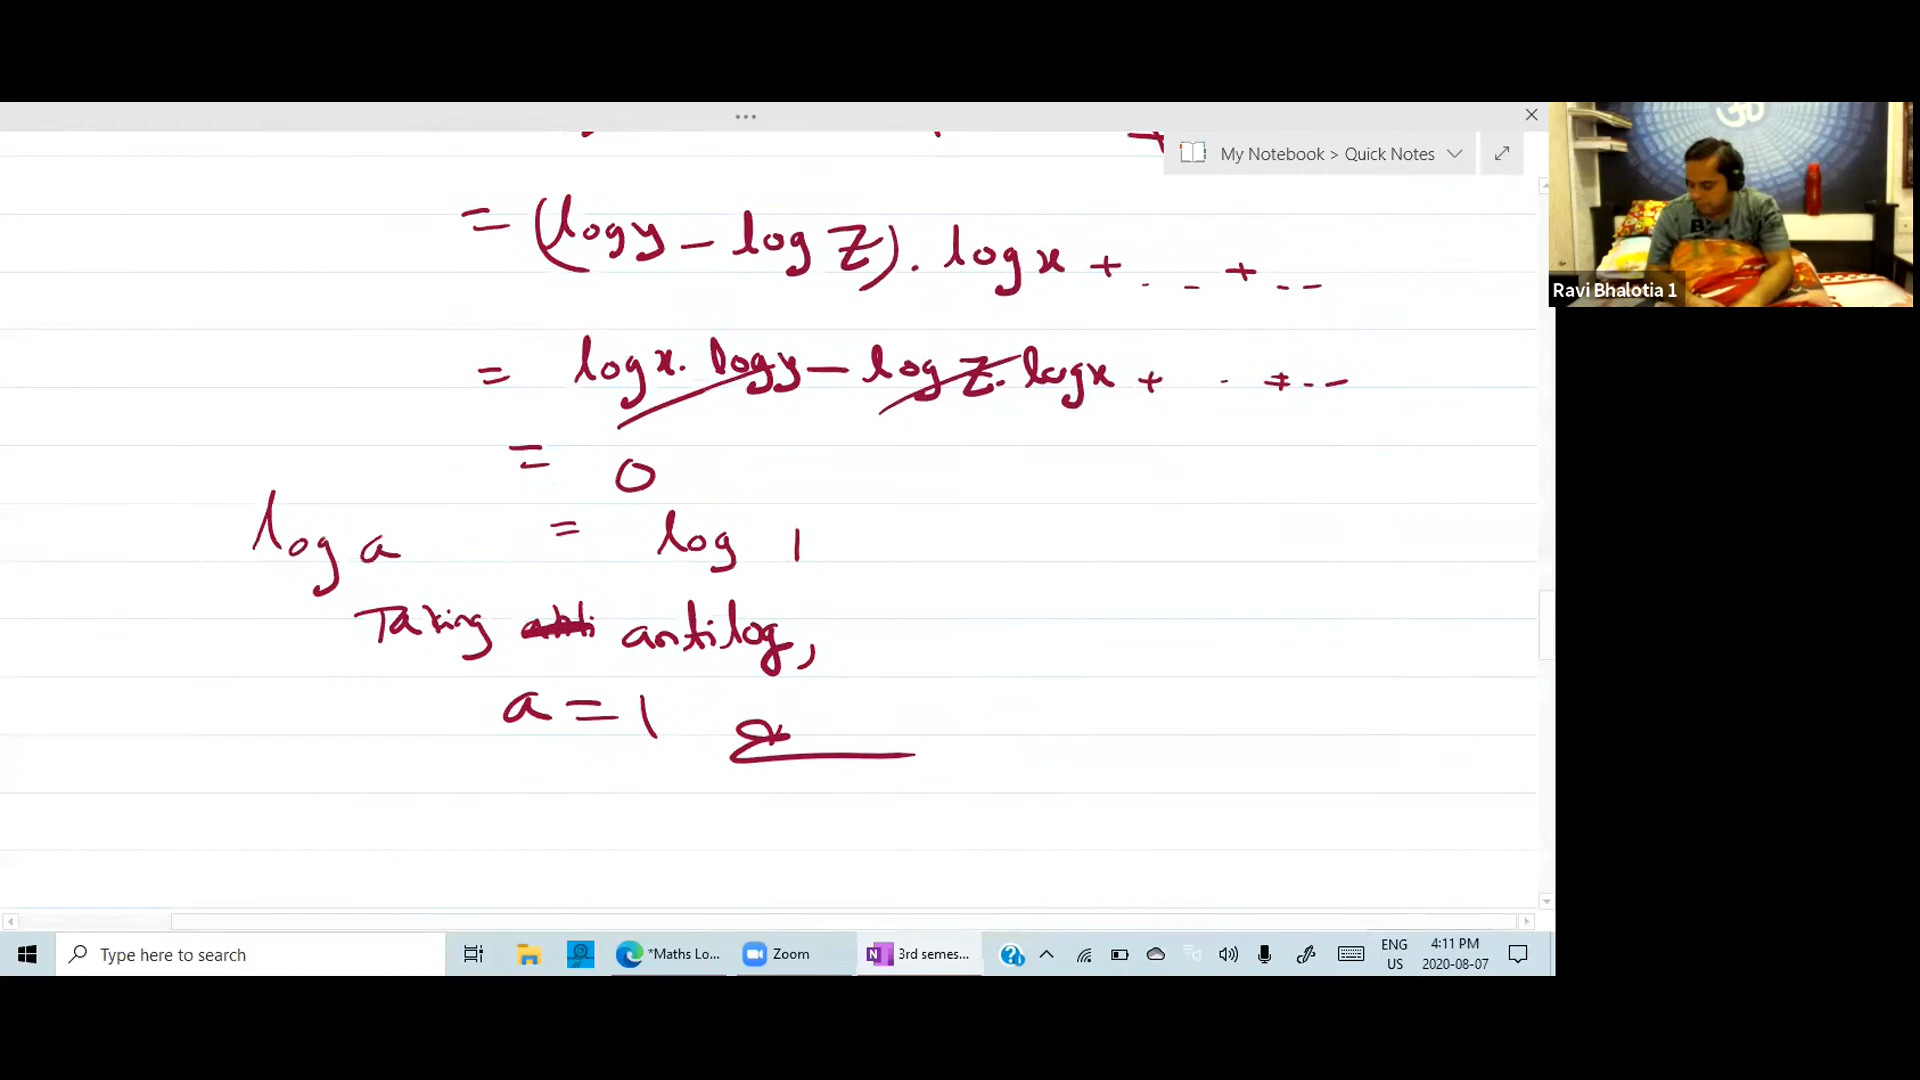 My Notebook > Quick Notes
= (log y - log z). log x + . - - + - - -
= log x. log y - log z. log x + - + - -
= 0
log a = log 1
Taking antilog,
a = 1
Ravi Bhalotia 1
Type here to search
*Maths Lo...
Zoom
3rd semes...
ENG
US
4:11 PM
2020-08-07